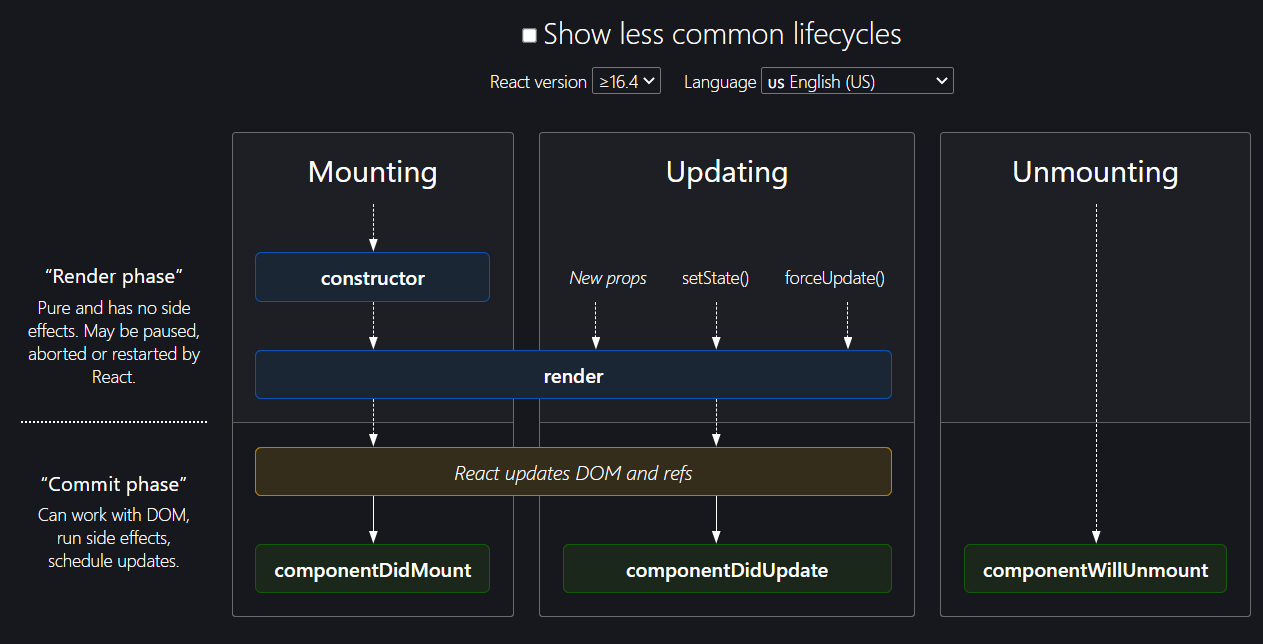 Show less common lifecycles
React version ≥16.4 Language us English (US)
Mounting
Updating
Unmounting
“Render phase”
Pure and has no side
effects. May be paused,
aborted or restarted by
React.
constructor
New props
setState()
forceUpdate()
render
“Commit phase”
Can work with DOM,
run side effects,
schedule updates.
React updates DOM and refs
componentDidMount
componentDidUpdate
componentWillUnmount